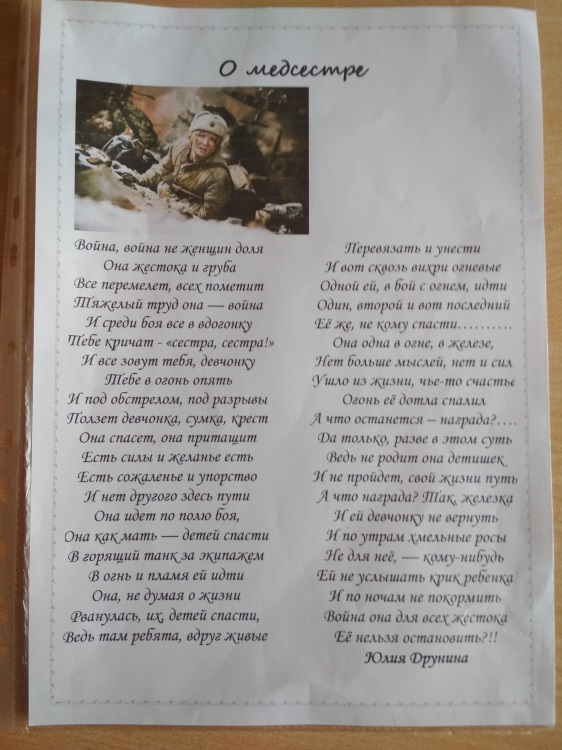 О медсестре
Война, война не женщин доля
Она жестока и груба
Все перемелет, всех пометит
Тяжелый труд она — война
И среди боя все в вдогонку
Тебе кричат - «сестра, сестра!»
И все зовут тебя, девчонку
Тебе в огонь опять
И под обстрелом, под разрывы
Ползет девчонка, сумка, крест
Она спасет, она притащит
Есть силы и желанье есть
Есть сожаленье и упорство
И нет другого здесь пути
Она идет по полю боя,
Она как мать — детей спасти
В горящий танк за экипажем
В огнь и пламя ей идти
Она, не думая о жизни
Рванулась, их, детей спасти,
Ведь там ребята, вдруг живые
Перевязать и унести
И вот сквозь вихри огневые
Одной ей, в бой с огнем, идти
Один, второй и вот последний
Её же, не кому спасти……….
Она одна в огне, в железе,
Нет больше мыслей, нет и сил
Ушло из жизни, чье-то счастье
Огонь её дотла спалил
А что останется – награда?….
Да только, разве в этом суть
Ведь не родит она детишек
И не пройдет, свой жизни путь
А что награда? Так, железка
И ей девчонку не вернуть
И по утрам хмельные росы
Не для неё, — кому-нибудь
Ей не услышать крик ребенка
И по ночам не покормить
Война она для всех жестока
Её нельзя остановить?!!
Юлия Друнина